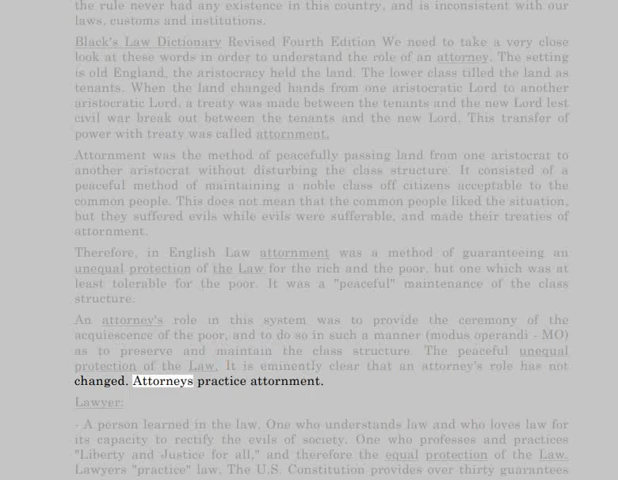 the rule never had any existence in this country, and is inconsistent with our
laws, customs and institutions.
Black's Law Dictionary Revised Fourth Edition We need to take a very close
look at these words in order to understand the role of an attorney. The setting
is old England, the aristocracy held the land. The lower class tilled the land as
tenants. When the land changed hands from one aristocratic Lord to another
aristocratic Lord, a treaty was made between the tenants and the new Lord lest
civil war break out between the tenants and the new Lord. This transfer of
power with treaty was called attornment.
Attornment was the method of peacefully passing land from one aristocrat to
another aristocrat without disturbing the class structure. It consisted of a
peaceful method of maintaining a noble class off citizens acceptable to the
common people. This does not mean that the common people liked the situation,
but they suffered evils while evils were sufferable, and made their treaties of
attornment.
Therefore, in English Law attornment was a method of guaranteeing an
unequal protection of the Law for the rich and the poor, but one which was at
least tolerable for the poor. It was a "peaceful" maintenance of the class
structure.
An attorney's role in this system was to provide the ceremony of the
acquiescence of the poor, and to do so in such a manner (modus operandi - MO)
as to preserve and maintain the class structure. The peaceful unequal
protection of the Law. It is eminently clear that an attorney's role has not
changed. Attorneys practice attornment.
Lawyer:
- A person learned in the law. One who understands law and who loves law for
its capacity to rectify the evils of society. One who professes and practices
"Liberty and Justice for all," and therefore the equal protection of the Law.
Lawyers "practice" law. The U.S. Constitution provides over thirty guarantees